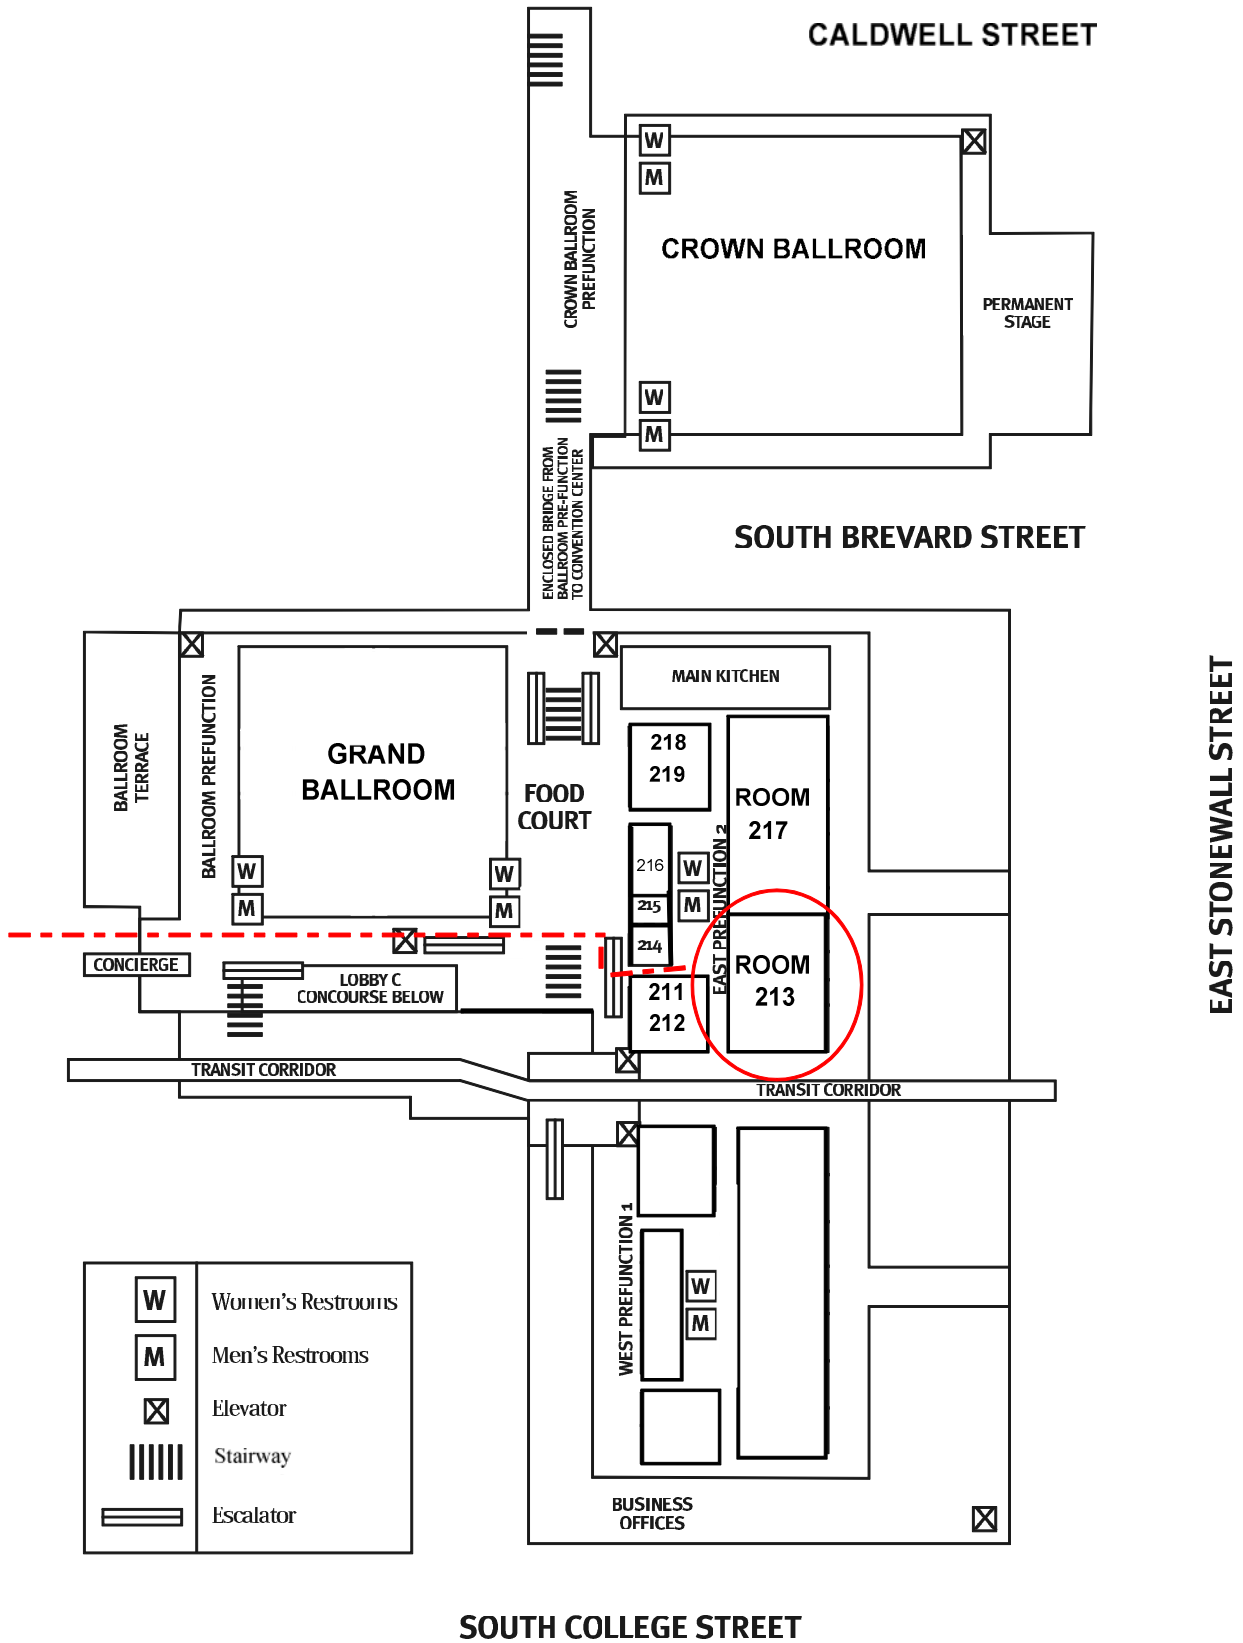 CALDWELL STREET
W
M
CROWN BALLROOM
PREFUNCTION
CROWN BALLROOM
PERMANENT
STAGE
W
M
ENCLOSED BRIDGE FROM
BALLROOM PRE-FUNCTION
TO CONVENTION CENTER
SOUTH BREVARD STREET
EAST STONEWALL STREET
MAIN KITCHEN
BALLROOM
TERRACE
BALLROOM PREFUNCTION
GRAND
BALLROOM
FOOD
COURT
218
219
ROOM
217
216
215
214
W
M
EAST PREFUNCTION 2
W
M
W
M
ROOM
213
211
212
CONCIERGE
LOBBY C
CONCOURSE BELOW
TRANSIT CORRIDOR
TRANSIT CORRIDOR
WEST PREFUNCTION 1
W
M
W Women's Restrooms
M Men's Restrooms
Elevator
Stairway
Escalator
BUSINESS
OFFICES
SOUTH COLLEGE STREET